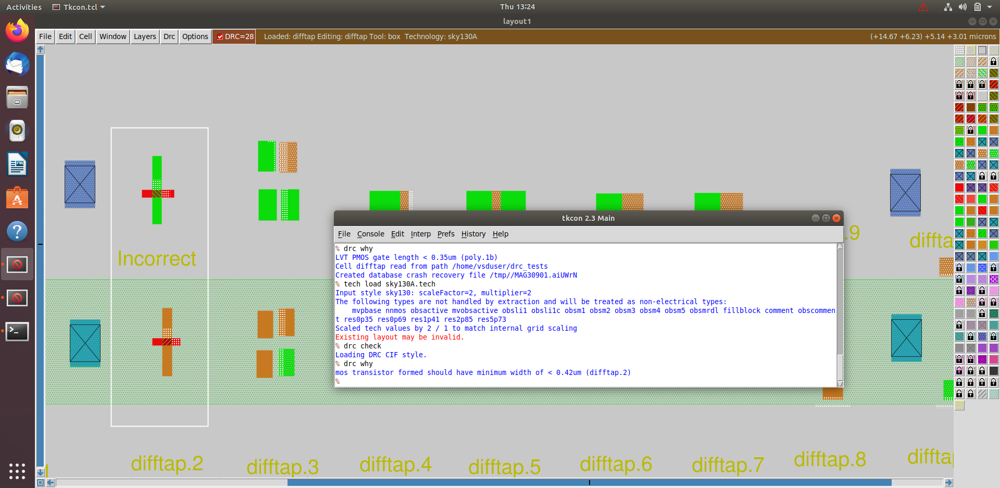 Activities Tkcon.tcl Thu 13:24
layout1
File Edit Cell Window Layers Drc Options DRC=28 Loaded: difftap Editing: difftap Tool: box Technology: sky130A (+14.67 +6.23) +5.14 +3.01 microns
tkcon 2.3 Main
File Console Edit Interp Prefs History Help
.9
diffta
% drc why
LVT PMOS gate length < 0.35um (poly.1b)
Cell difftap read from path /home/vsduser/drc_tests
Created database crash recovery file /tmp//MAG30901.aiUWrN
% tech load sky130A.tech
Input style sky130: scaleFactor=2, multiplier=2
The following types are not handled by extraction and will be treated as non-electrical types:
mvpbase nnmos obsactive mvobsactive obsli1 obsli1c obsm1 obsm2 obsm3 obsm4 obsm5 obsmrdl fillblock comment obscommen
t res0p35 res0p69 res1p41 res2p85 res5p73
Scaled tech values by 2 / 1 to match internal grid scaling
Existing layout may be invalid.
% drc check
Loading DRC CIF style.
% drc why
mos transistor formed should have minimum width of < 0.42um (difftap.2)
%
Incorrect
difftap.2 difftap.3 difftap.4 difftap.5 difftap.6 difftap.7 difftap.8 difftap